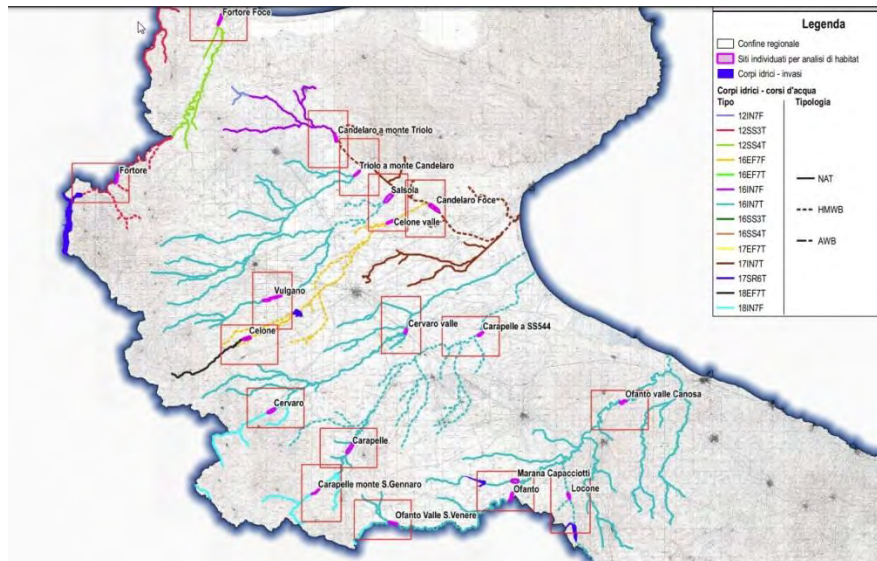 Fortore Foce
Candelaro a monte Triolo
Triolo a monte Candelaro
Fortore
Salsola
Candelaro Foce
Celone valle
Vulgano
Celone
Cervaro valle
Carapelle a SS544
Cervaro
Ofanto valle Canosa
Carapelle
Marana Capacciotti
Carapelle monte S.Gennaro
Ofanto
Locone
Ofanto Valle S.Venere
Legenda
Confine regionale
Siti individuati per analisi di habitat
Corpi idrici - invasi
Corpi idrici - corsi d'acqua
Tipo
Tipologia
12IN7F
12SS3T
12SS4T
16EF7F
16EF7T
16IN7F
16IN7T
16SS3T
16SS4T
17EF7T
17IN7T
17SR6T
18EF7T
18IN7F
NAT
HMWB
AWB